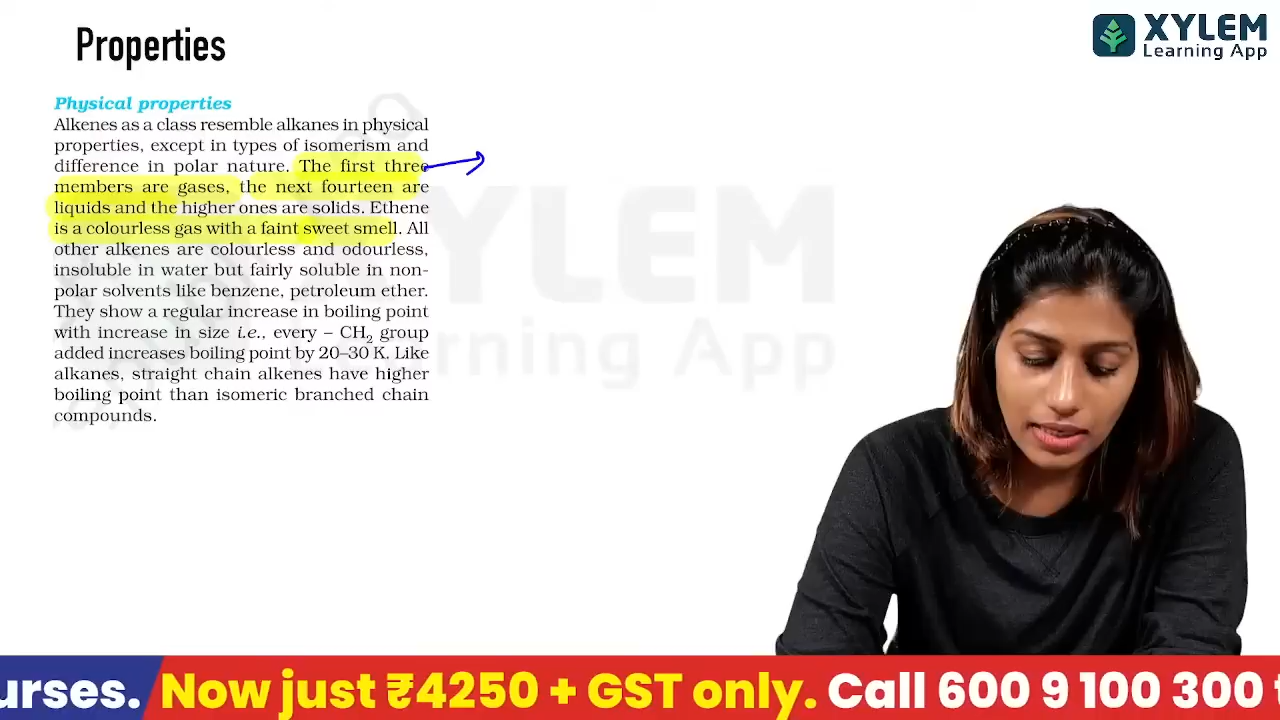 Properties
XYLEM
Learning App
Physical properties
Alkenes as a class resemble alkanes in physical
properties, except in types of isomerism and
difference in polar nature. The first three
members are gases, the next fourteen are
liquids and the higher ones are solids. Ethene
is a colourless gas with a faint sweet smell. All
other alkenes are colourless and odourless,
insoluble in water but fairly soluble in non-
polar solvents like benzene, petroleum ether.
They show a regular increase in boiling point
with increase in size i.e., every – CH₂ group
added increases boiling point by 20–30 K. Like
alkanes, straight chain alkenes have higher
boiling point than isomeric branched chain
compounds.
XYLEM
Learning App
urses. Now just ₹4250 + GST only. Call 600 9 100 300